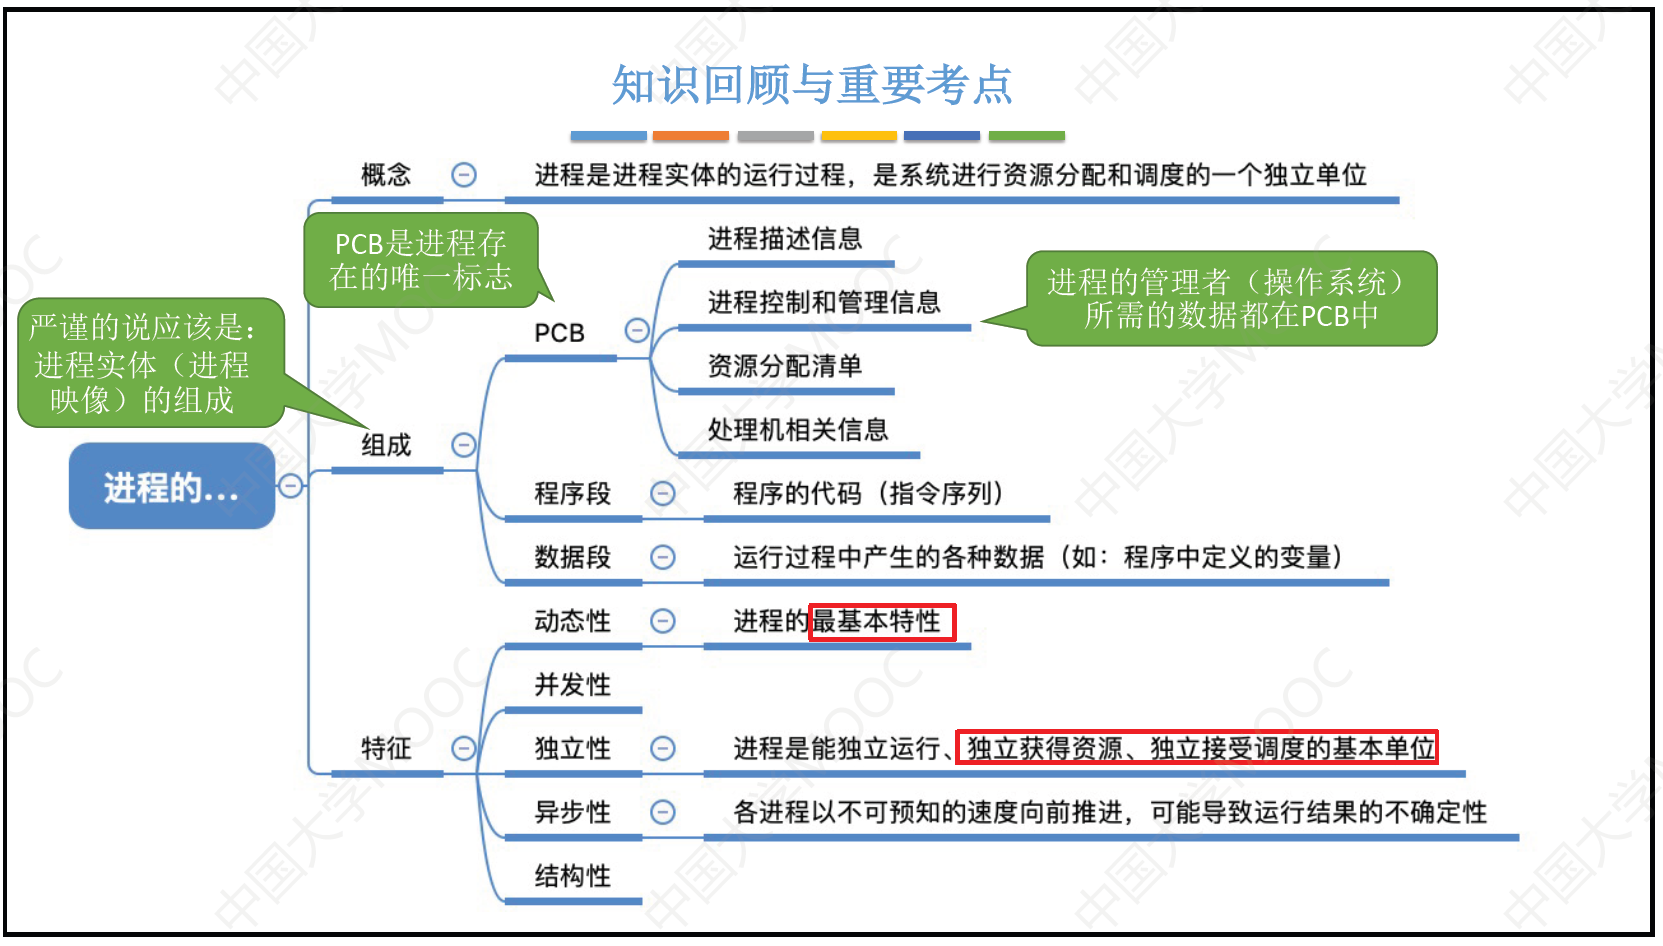 知识回顾与重要考点
概念
进程是进程实体的运行过程，是系统进行资源分配和调度的一个独立单位
PCB是进程存
在的唯一标志
进程描述信息
进程的管理者（操作系统）
所需的数据都在PCB中
进程控制和管理信息
严谨的说应该是：
进程实体（进程
映像）的组成
PCB
资源分配清单
处理机相关信息
组成
进程的...
程序段
程序的代码（指令序列）
数据段
运行过程中产生的各种数据（如：程序中定义的变量）
动态性
进程的最基本特性
并发性
特征
独立性
进程是能独立运行、独立获得资源、独立接受调度的基本单位
异步性
各进程以不可预知的速度向前推进，可能导致运行结果的不确定性
结构性
中国大学MOOC